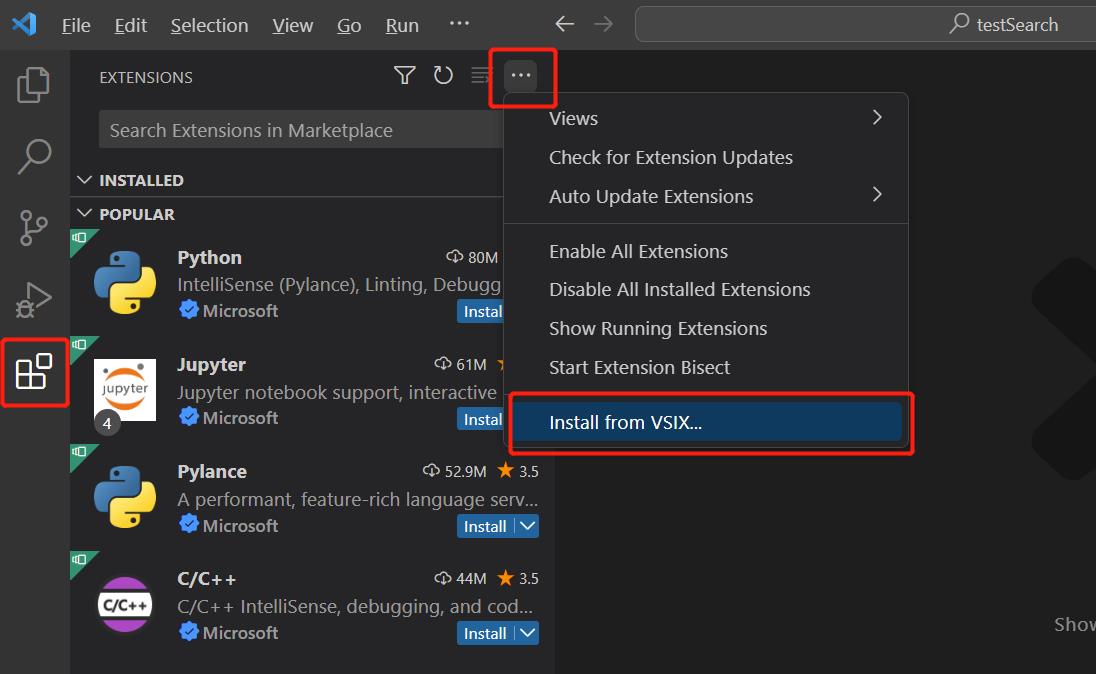 File Edit Selection View Go Run ...
testSearch
EXTENSIONS
Search Extensions in Marketplace
INSTALLED
POPULAR
Python 80M
IntelliSense (Pylance), Linting, Debugg
Microsoft Instal
Jupyter 61M
jupyter
Jupyter notebook support, interactive
4
Microsoft Instal
Pylance 52.9M 3.5
A performant, feature-rich language serv...
Microsoft Install
C/C++ 44M 3.5
C/C++
C/C++ IntelliSense, debugging, and cod...
Microsoft Install
Views
Check for Extension Updates
Auto Update Extensions
Enable All Extensions
Disable All Installed Extensions
Show Running Extensions
Start Extension Bisect
Install from VSIX...
Show